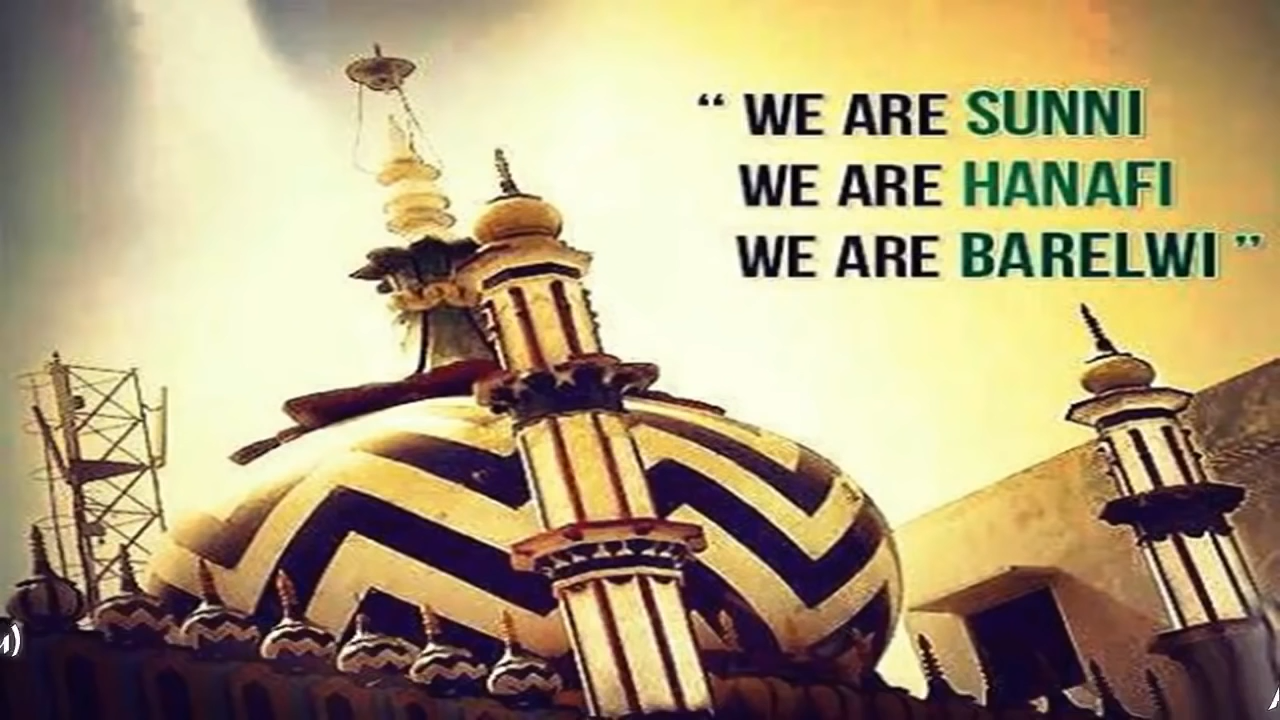 “ WE ARE SUNNI
WE ARE HANAFI
WE ARE BARELWI ”